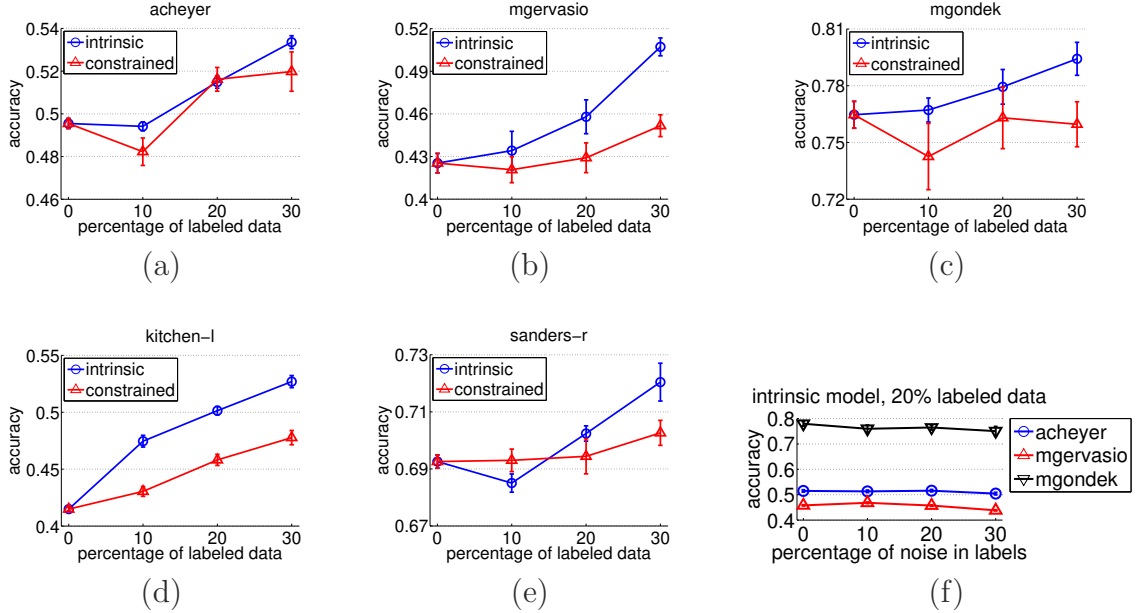 acheyer
0.54
0.52
0.5
0.48
0.46
accuracy
intrinsic
constrained
0 10 20 30
percentage of labeled data
(a)
mgervasio
0.52
0.49
0.46
0.43
0.4
accuracy
intrinsic
constrained
0 10 20 30
percentage of labeled data
(b)
mgondek
0.81
0.78
0.75
0.72
accuracy
intrinsic
constrained
0 10 20 30
percentage of labeled data
(c)
kitchen-l
0.55
0.5
0.45
0.4
accuracy
intrinsic
constrained
0 10 20 30
percentage of labeled data
(d)
sanders-r
0.73
0.71
0.69
0.67
accuracy
intrinsic
constrained
0 10 20 30
percentage of labeled data
(e)
intrinsic model, 20% labeled data
0.8
0.7
0.6
0.5
0.4
accuracy
acheyer
mgervasio
mgondek
0 10 20 30
percentage of noise in labels
(f)